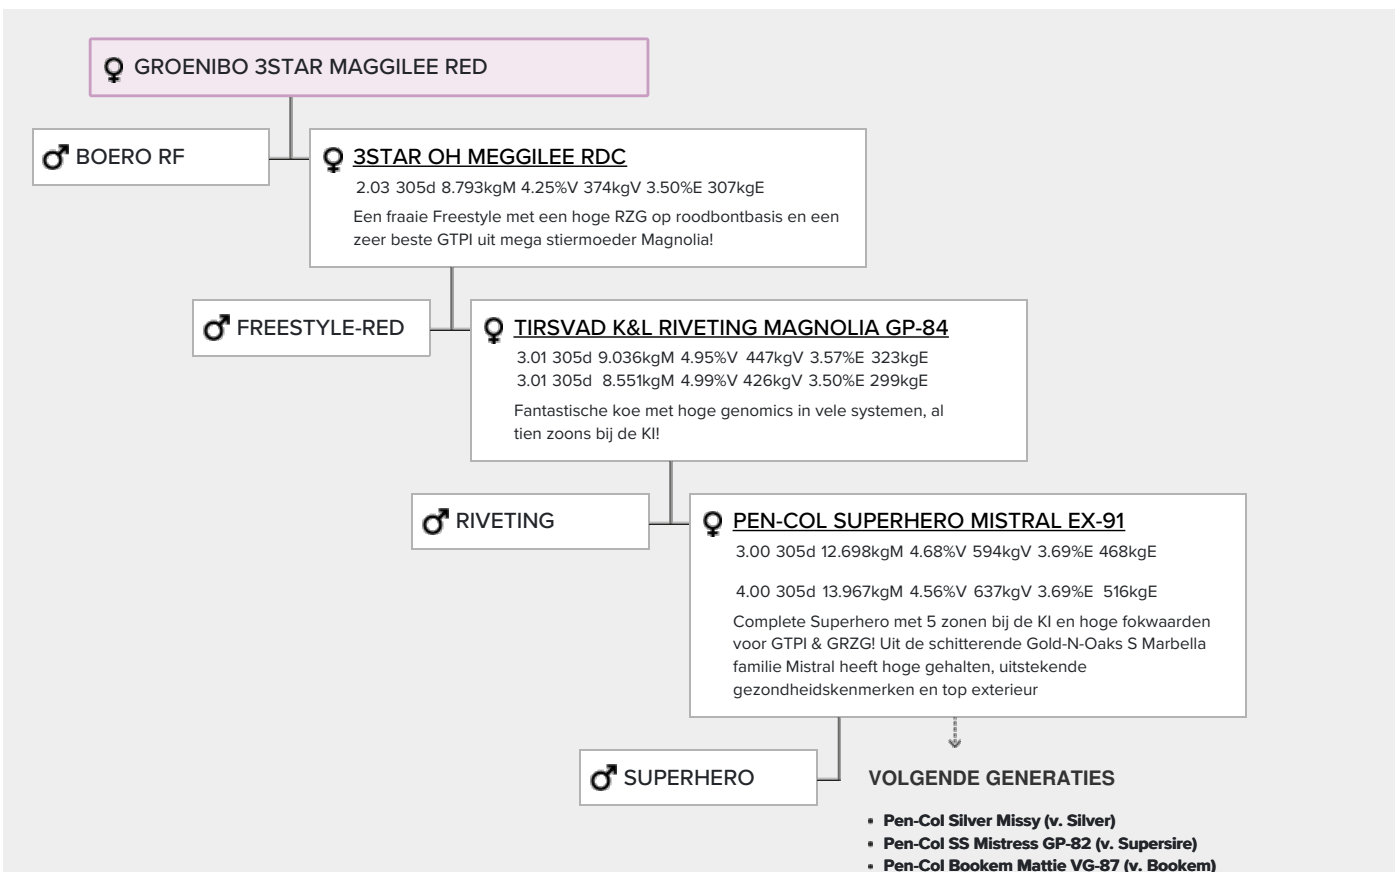 GROENIBO 3STAR MAGGILEE RED
BOERO RF
3STAR OH MEGGILEE RDC
2.03 305d 8.793kgM 4.25%V 374kgV 3.50%E 307kgE
Een fraaie Freestyle met een hoge RZG op roodbontbasis en een
zeer beste GTPI uit mega stiermoeder Magnolia!
FREESTYLE-RED
TIRSVAD K&L RIVETING MAGNOLIA GP-84
3.01 305d 9.036kgM 4.95%V 447kgV 3.57%E 323kgE
3.01 305d 8.551kgM 4.99%V 426kgV 3.50%E 299kgE
Fantastische koe met hoge genomics in vele systemen, al
tien zoons bij de KI!
RIVETING
PEN-COL SUPERHERO MISTRAL EX-91
3.00 305d 12.698kgM 4.68%V 594kgV 3.69%E 468kgE
4.00 305d 13.967kgM 4.56%V 637kgV 3.69%E 516kgE
Complete Superhero met 5 zonen bij de KI en hoge fokwaarden
voor GTPI & GRZG! Uit de schitterende Gold-N-Oaks S Marbella
familie Mistral heeft hoge gehalten, uitstekende
gezondheidskenmerken en top exterieur
SUPERHERO
VOLGENDE GENERATIES
• Pen-Col Silver Missy (v. Silver)
• Pen-Col SS Mistress GP-82 (v. Supersire)
• Pen-Col Bookem Mattie VG-87 (v. Bookem)